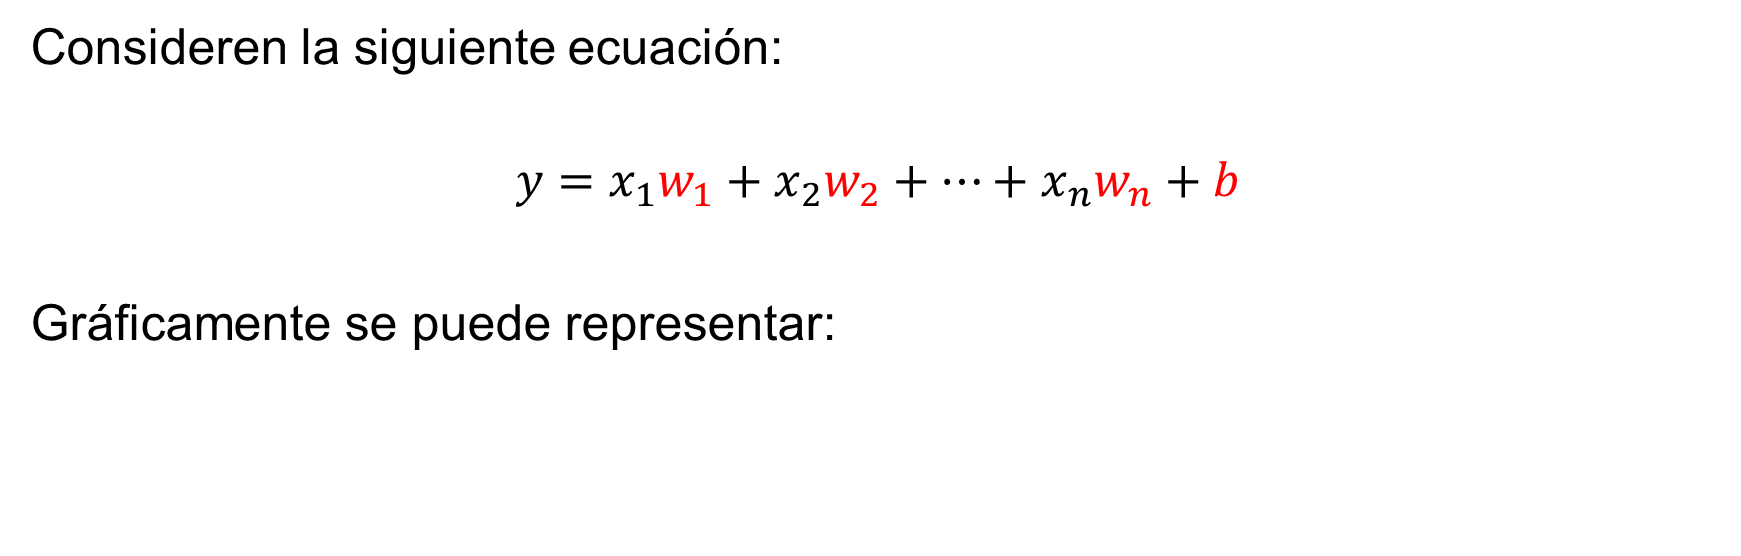 Consideren la siguiente ecuación:
y = x₁w₁ + x₂w₂ + ⋯ + xₙwₙ + b
Gráficamente se puede representar: